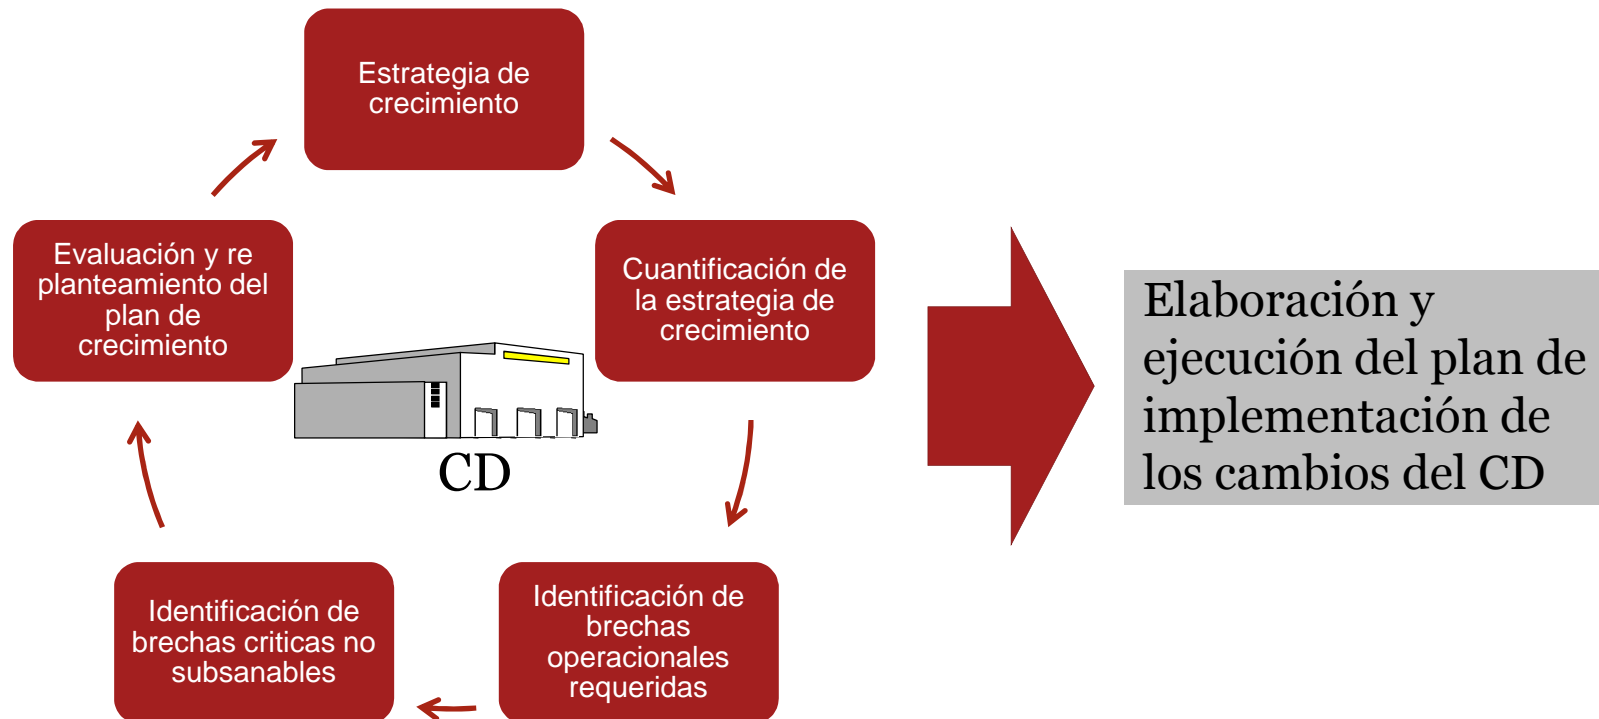 Estrategia de
crecimiento
Evaluación y re
planteamiento del
plan de
crecimiento
Cuantificación de
la estrategia de
crecimiento
CD
Elaboración y
ejecución del plan de
implementación de
los cambios del CD
Identificación de
brechas criticas no
subsanables
Identificación de
brechas
operacionales
requeridas